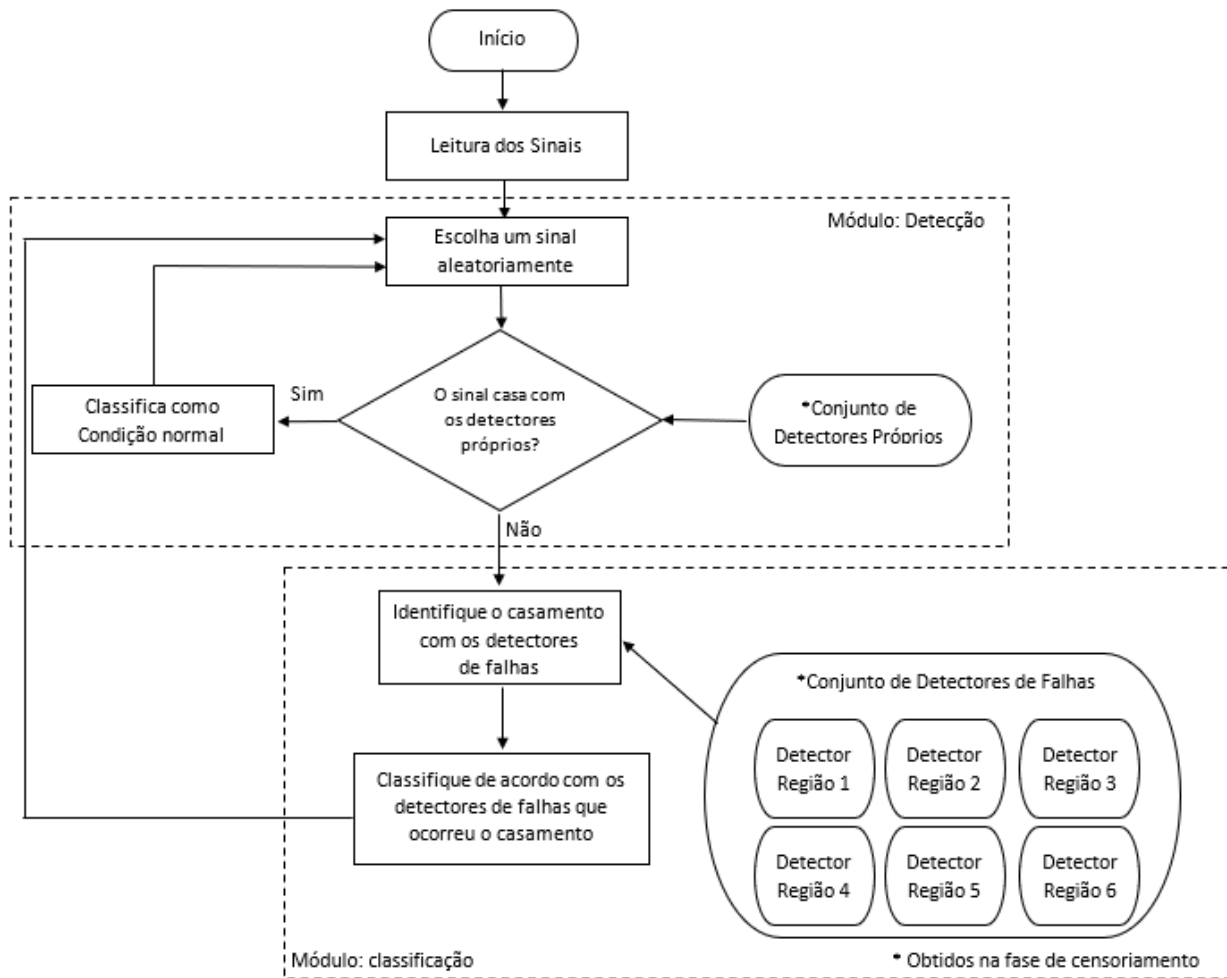 Início
Leitura dos Sinais
Módulo: Detecção
Escolha um sinal
aleatoriamente
Sim
O sinal casa com
os detectores
próprios?
Classifica como
Condição normal
*Conjunto de
Detectores Próprios
Não
Identifique o casamento
com os detectores
de falhas
*Conjunto de Detectores de Falhas
Detector
Região 1
Detector
Região 2
Detector
Região 3
Classifique de acordo com os
detectores de falhas que
ocorreu o casamento
Detector
Região 4
Detector
Região 5
Detector
Região 6
Módulo: classificação
* Obtidos na fase de censoriamento